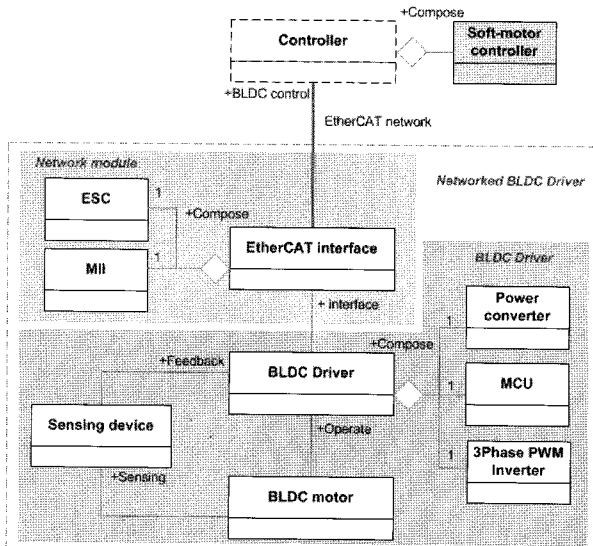 +Compose
Controller
Soft-motor
controller
+BLDC control
EtherCAT network
Network module
Networked BLDC Driver
ESC
1
+Compose
EtherCAT interface
MII
1
BLDC Driver
+ interface
Power
converter
1
+Compose
+Feedback
BLDC Driver
MCU
1
Sensing device
+Operate
3Phase PWM
Inverter
1
+Sensing
BLDC motor